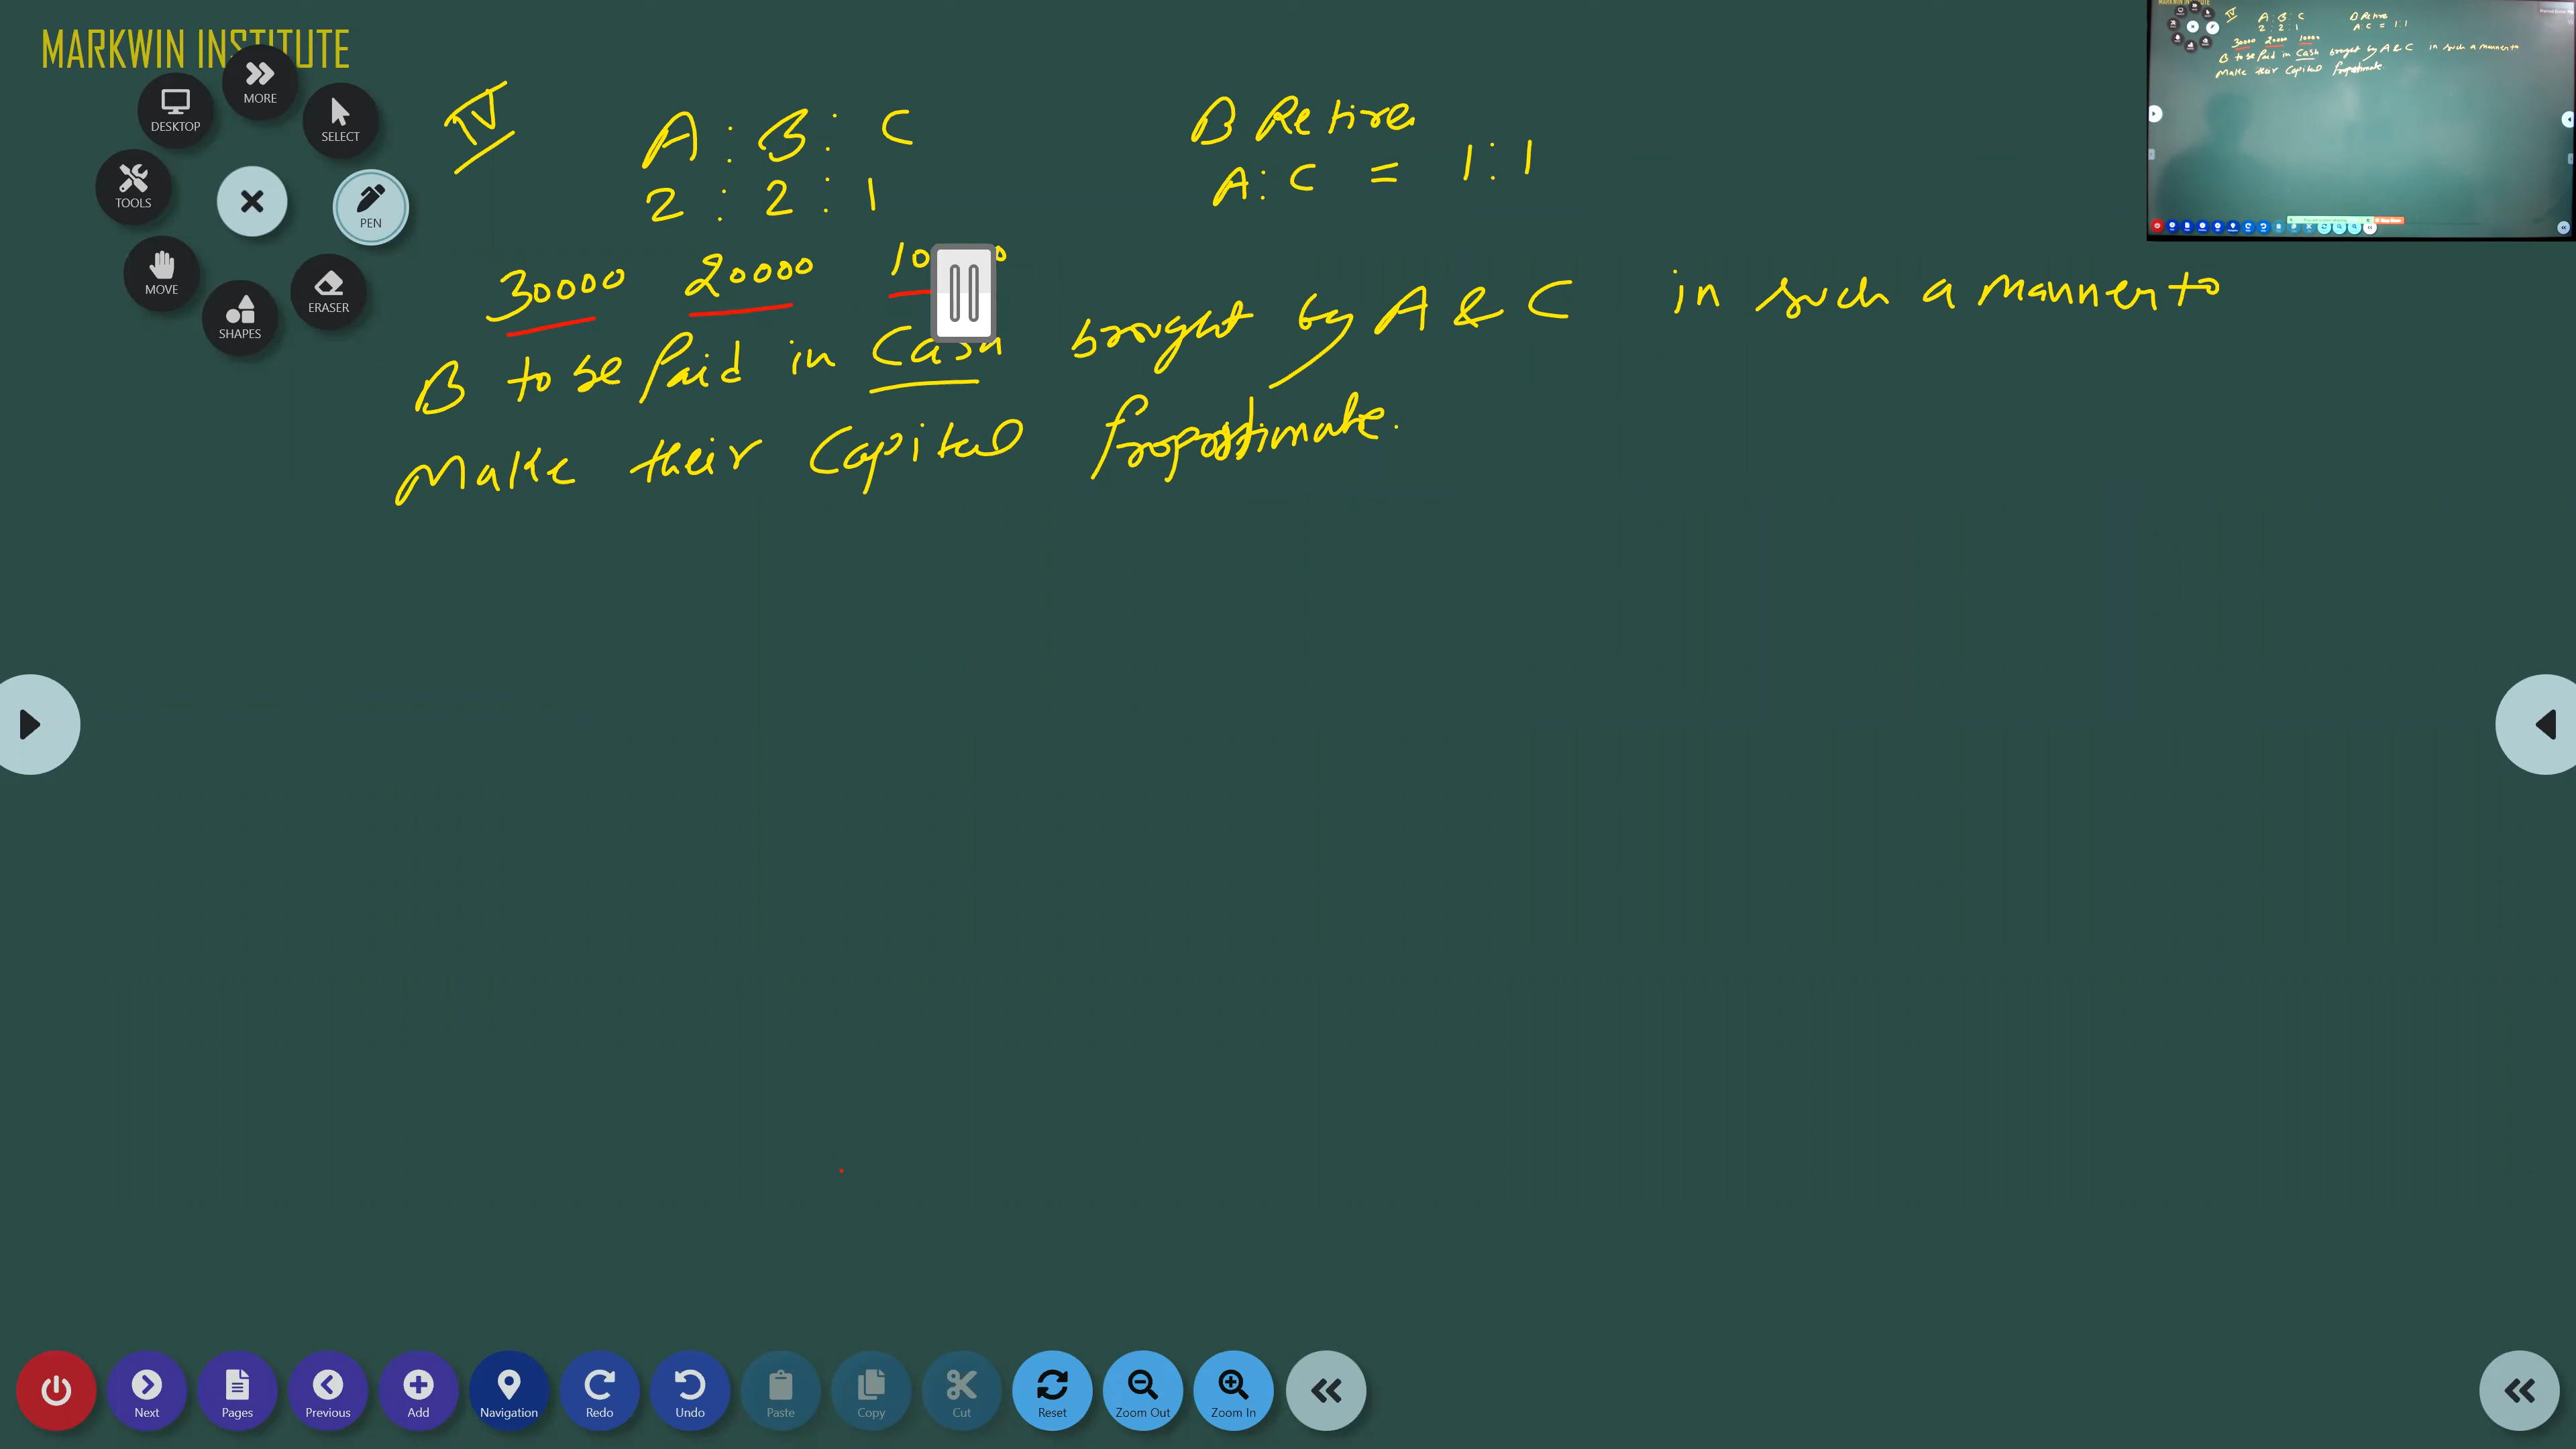 MARKWIN INSTITUTE
MORE
DESKTOP
SELECT
TOOLS
PEN
MOVE
ERASER
SHAPES
IV
A : B : C
2 : 2 : 1
B Retire
A : C = 1 : 1
30000 20000
B to be Paid in Cash brought by A & C in such a manner to
Make their Capital
Next
Pages
Previous
Add
Navigation
Redo
Undo
Paste
Copy
Cut
Reset
Zoom Out
Zoom In